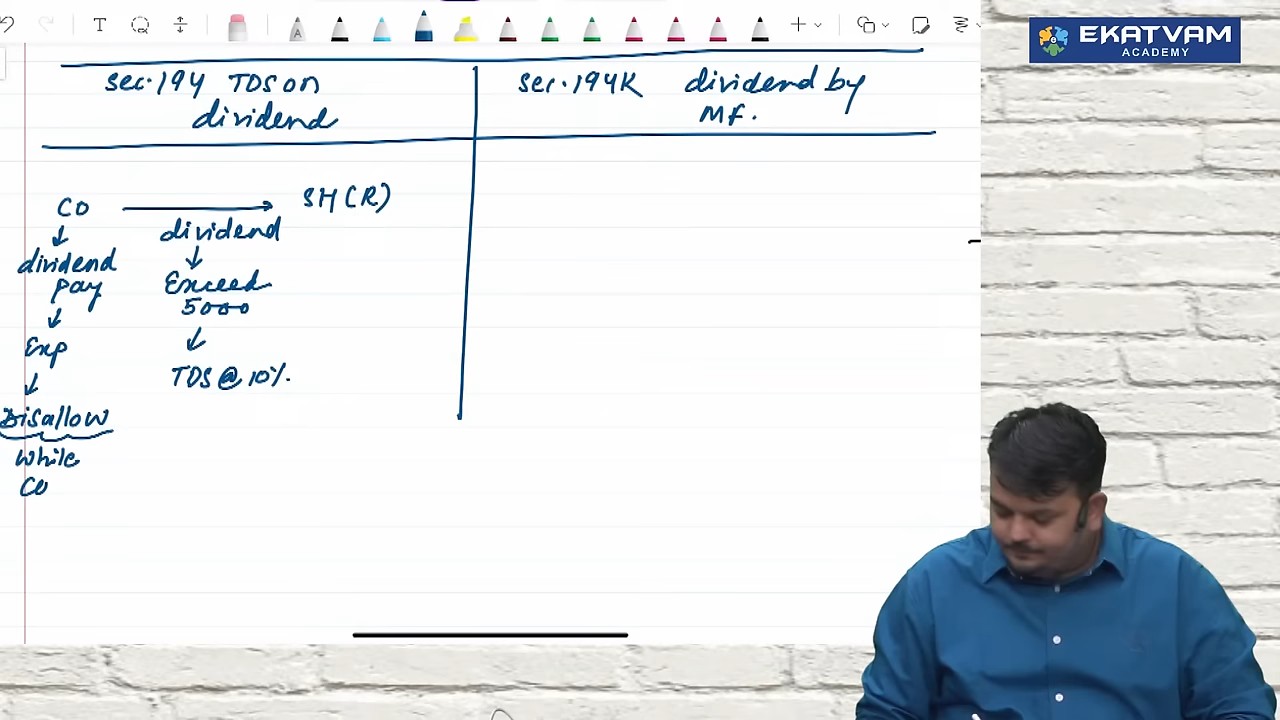 EKATVAM
ACADEMY
Sec.194 TDS on
dividend
Sec.194K dividend by
MF.
CO
SH(R)
dividend
dividend
pay
Exceed
5000
Exp
TDS @ 10%.
Disallow
While
CO